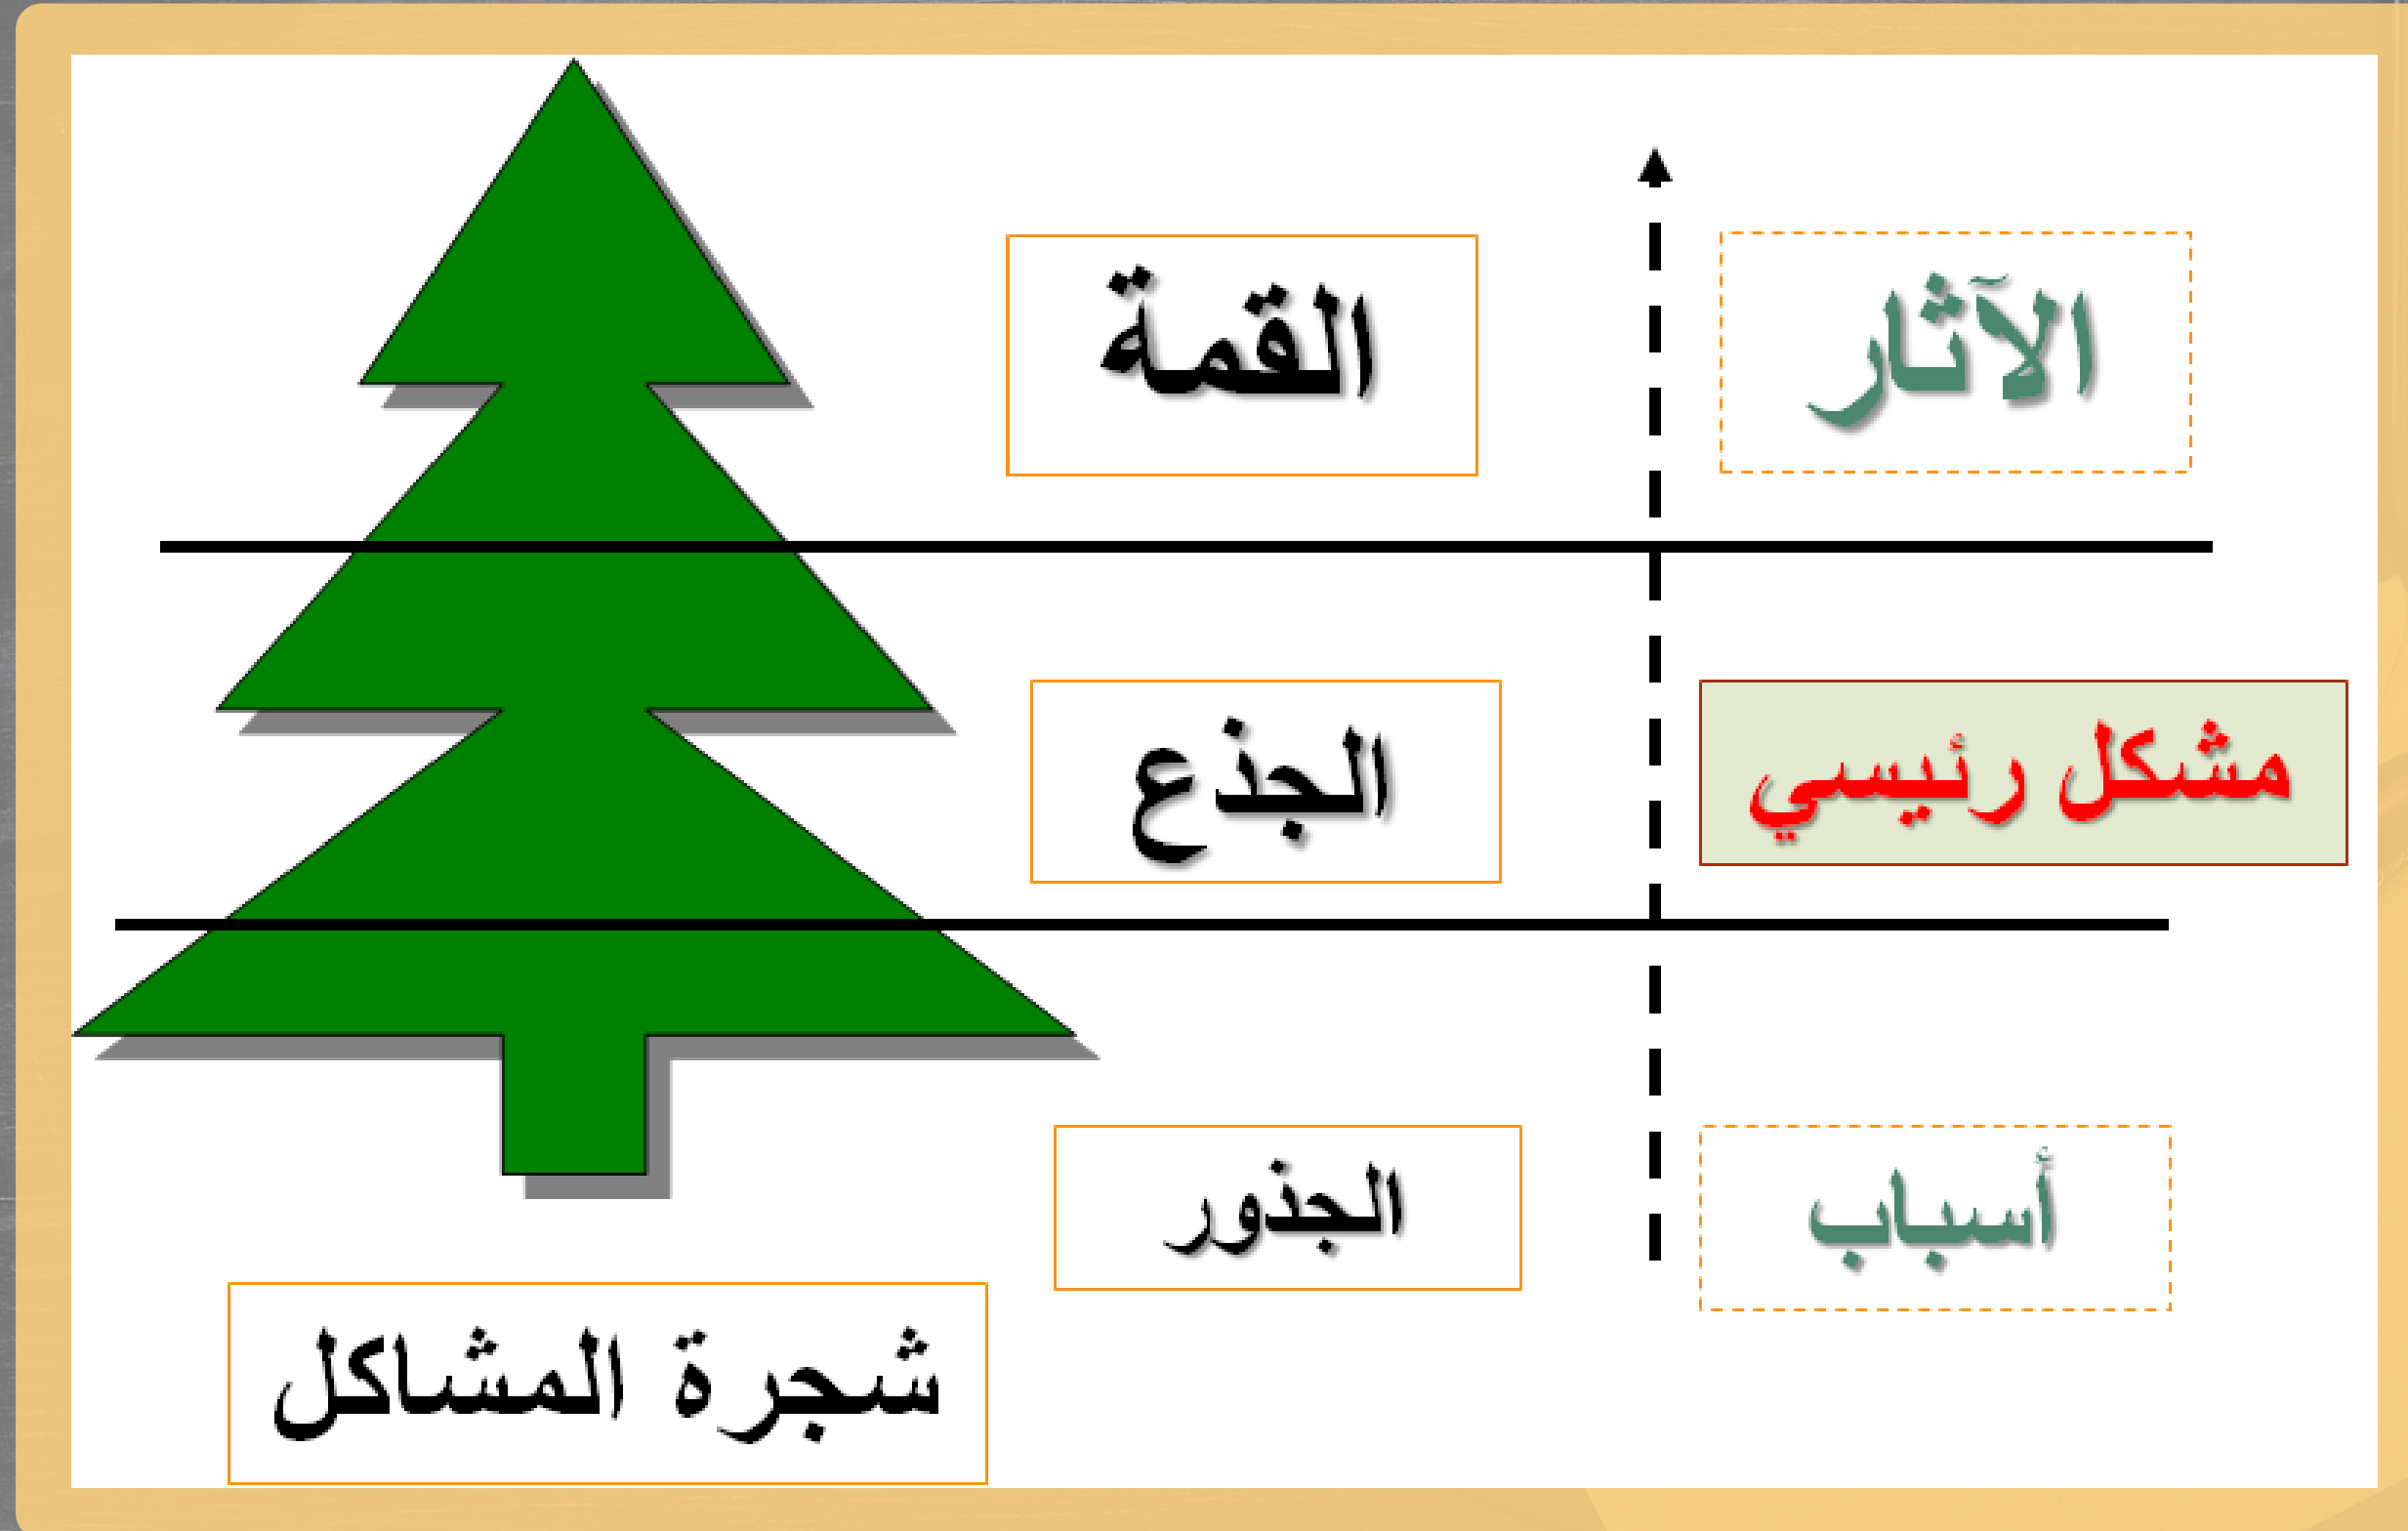 الآثار
القمة
مشكل رئيسي
الجذع
أسباب
الجذور
شجرة المشاكل